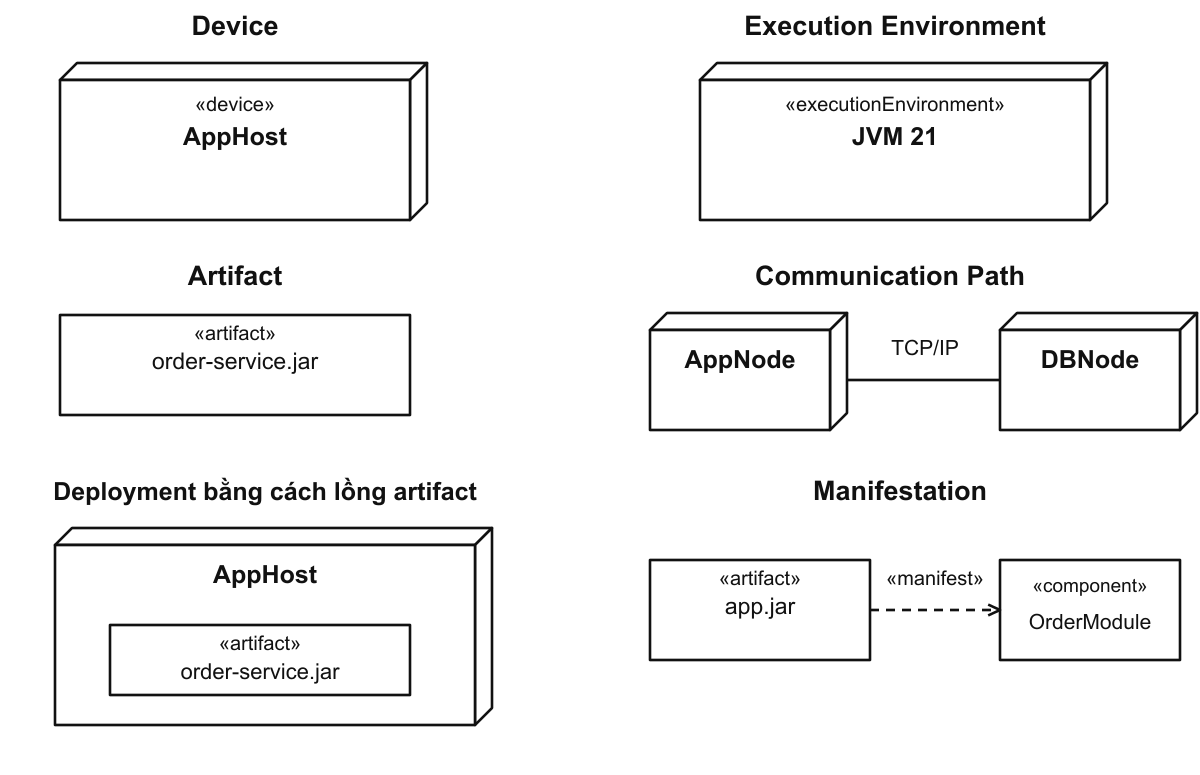 Device
«device»
AppHost
Execution Environment
«executionEnvironment»
JVM 21
Artifact
«artifact»
order-service.jar
Communication Path
AppNode
TCP/IP
DBNode
Deployment bằng cách lồng artifact
AppHost
«artifact»
order-service.jar
Manifestation
«artifact»
app.jar
«manifest»
«component»
OrderModule